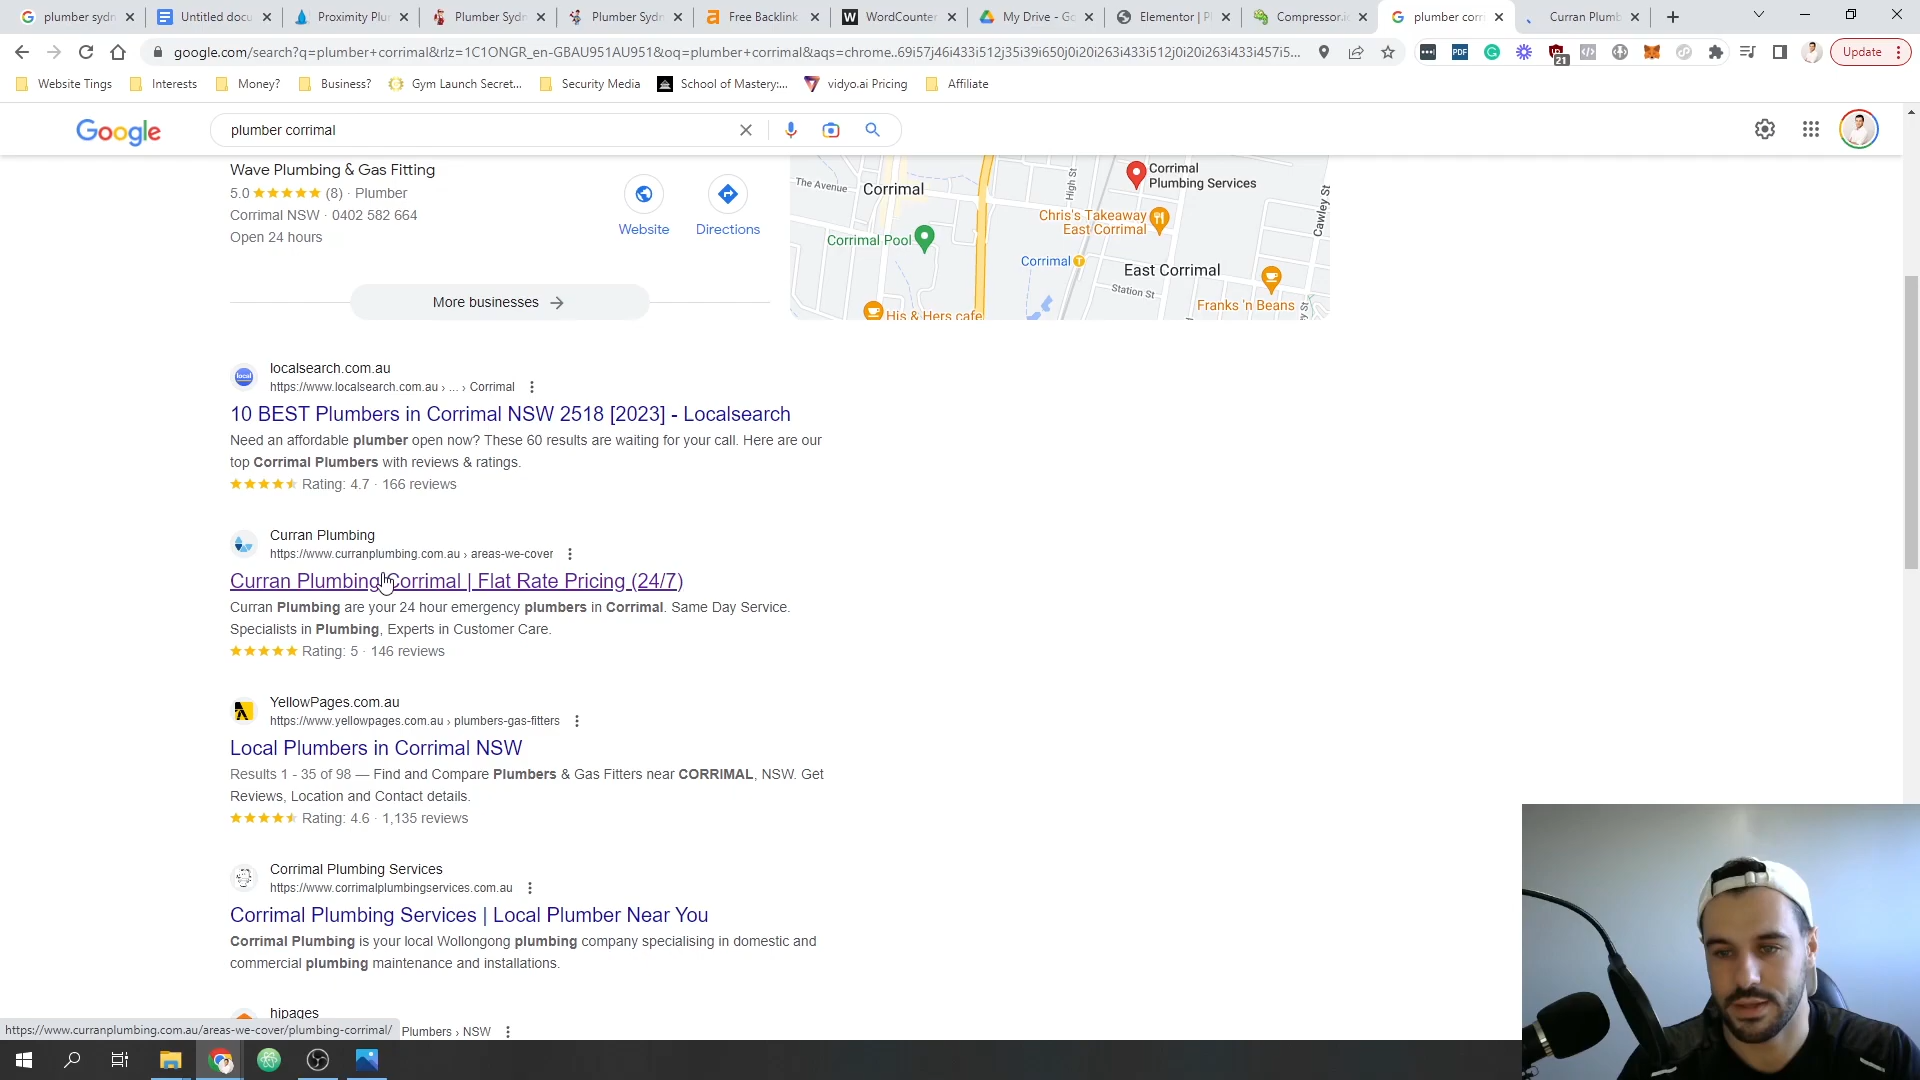 plumber sydn
Untitled docu
Proximity Plu
Plumber Sydn
Plumber Sydn
Free Backlink
WordCounter
My Drive - Go
Elementor | P
Compressor.i
plumber corri
Curran Plumb
google.com/search?q=plumber+corrimal&rlz=1C1ONGR_en-GBAU951AU951&oq=plumber+corrimal&aqs=chrome..69i57j46i433i512j35i39i650j0i20i263i433i512j0i20i263i433i457i5...
PDF
21
Update
Website Tings
Interests
Money?
Business?
Gym Launch Secret...
Security Media
School of Mastery:...
vidyo.ai Pricing
Affiliate
Google
plumber corrimal
Wave Plumbing & Gas Fitting
5.0 (8) · Plumber
Corrimal NSW · 0402 582 664
Open 24 hours
Website
Directions
More businesses
The Avenue
Corrimal
High St
Corrimal
Plumbing Services
Cawley St
Chris's Takeaway
East Corrimal
Corrimal Pool
Corrimal
East Corrimal
Station St
Franks 'n Beans
His & Hers cafe
localsearch.com.au
https://www.localsearch.com.au › ... › Corrimal
10 BEST Plumbers in Corrimal NSW 2518 [2023] - Localsearch
Need an affordable plumber open now? These 60 results are waiting for your call. Here are our
top Corrimal Plumbers with reviews & ratings.
Rating: 4.7 · 166 reviews
Curran Plumbing
https://www.curranplumbing.com.au › areas-we-cover
Curran Plumbing Corrimal | Flat Rate Pricing (24/7)
Curran Plumbing are your 24 hour emergency plumbers in Corrimal. Same Day Service.
Specialists in Plumbing, Experts in Customer Care.
Rating: 5 · 146 reviews
YellowPages.com.au
https://www.yellowpages.com.au › plumbers-gas-fitters
Local Plumbers in Corrimal NSW
Results 1 - 35 of 98 — Find and Compare Plumbers & Gas Fitters near CORRIMAL, NSW. Get
Reviews, Location and Contact details.
Rating: 4.6 · 1,135 reviews
Corrimal Plumbing Services
https://www.corrimalplumbingservices.com.au
Corrimal Plumbing Services | Local Plumber Near You
Corrimal Plumbing is your local Wollongong plumbing company specialising in domestic and
commercial plumbing maintenance and installations.
hipages
https://www.curranplumbing.com.au/areas-we-cover/plumbing-corrimal/
Plumbers › NSW